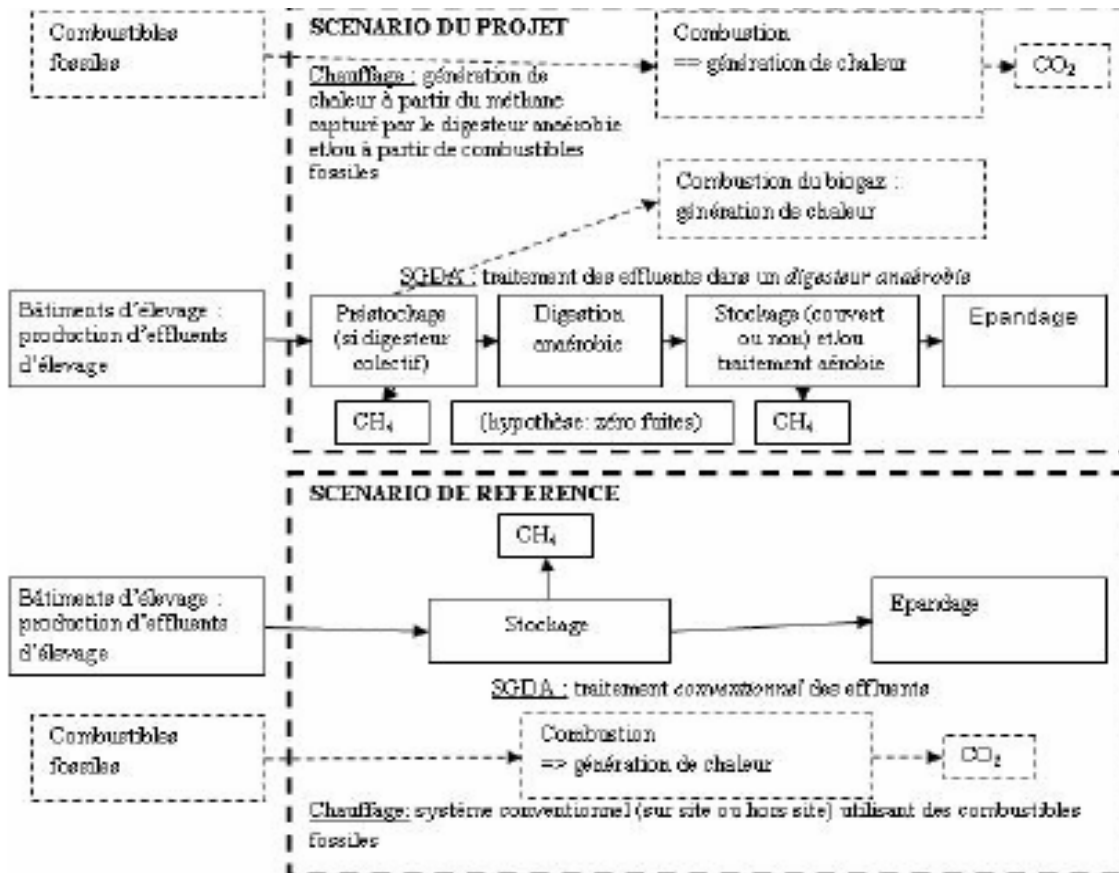 Combustibles
fossiles
SCENARIO DU PROJET
Chauffage : génération de
chaleur à partir du méthane
capturé par le digesteur anaérobie
et/ou à partir de combustibles
fossiles
Combustion
=> génération de chaleur
CO₂
Combustion du biogaz :
génération de chaleur
SGDA : traitement des effluents dans un digesteur anaérobie
Bâtiments d'élevage :
production d'effluents
d'élevage
Préstockage
(si digesteur
colectif)
Digestion
anaérobie
Stockage (couvert
ou non) et/ou
traitement aérobie
Epandage
CH₄
(hypothèse: zéro fuites)
CH₄
SCENARIO DE REFERENCE
CH₄
Bâtiments d'élevage :
production d'effluents
d'élevage
Stockage
Epandage
SGDA : traitement conventionnel des effluents
Combustibles
fossiles
Combustion
=> génération de chaleur
CO₂
Chauffage: système conventionnel (sur site ou hors site) utilisant des combustibles
fossiles